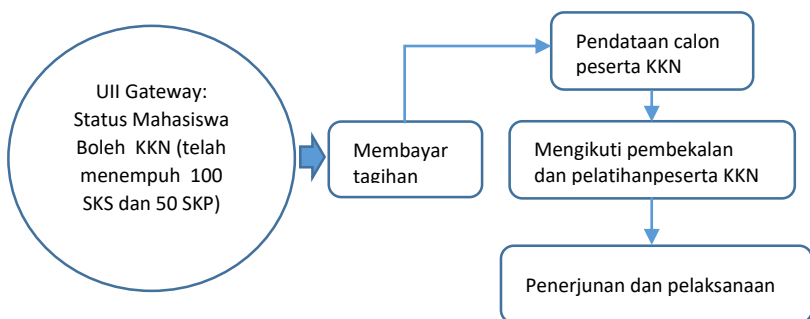 UII Gateway:
Status Mahasiswa
Boleh KKN (telah
menempuh 100
SKS dan 50 SKP)
Membayar
tagihan
Pendataan calon
peserta KKN
Mengikuti pembekalan
dan pelatihanpeserta KKN
Penerjunan dan pelaksanaan